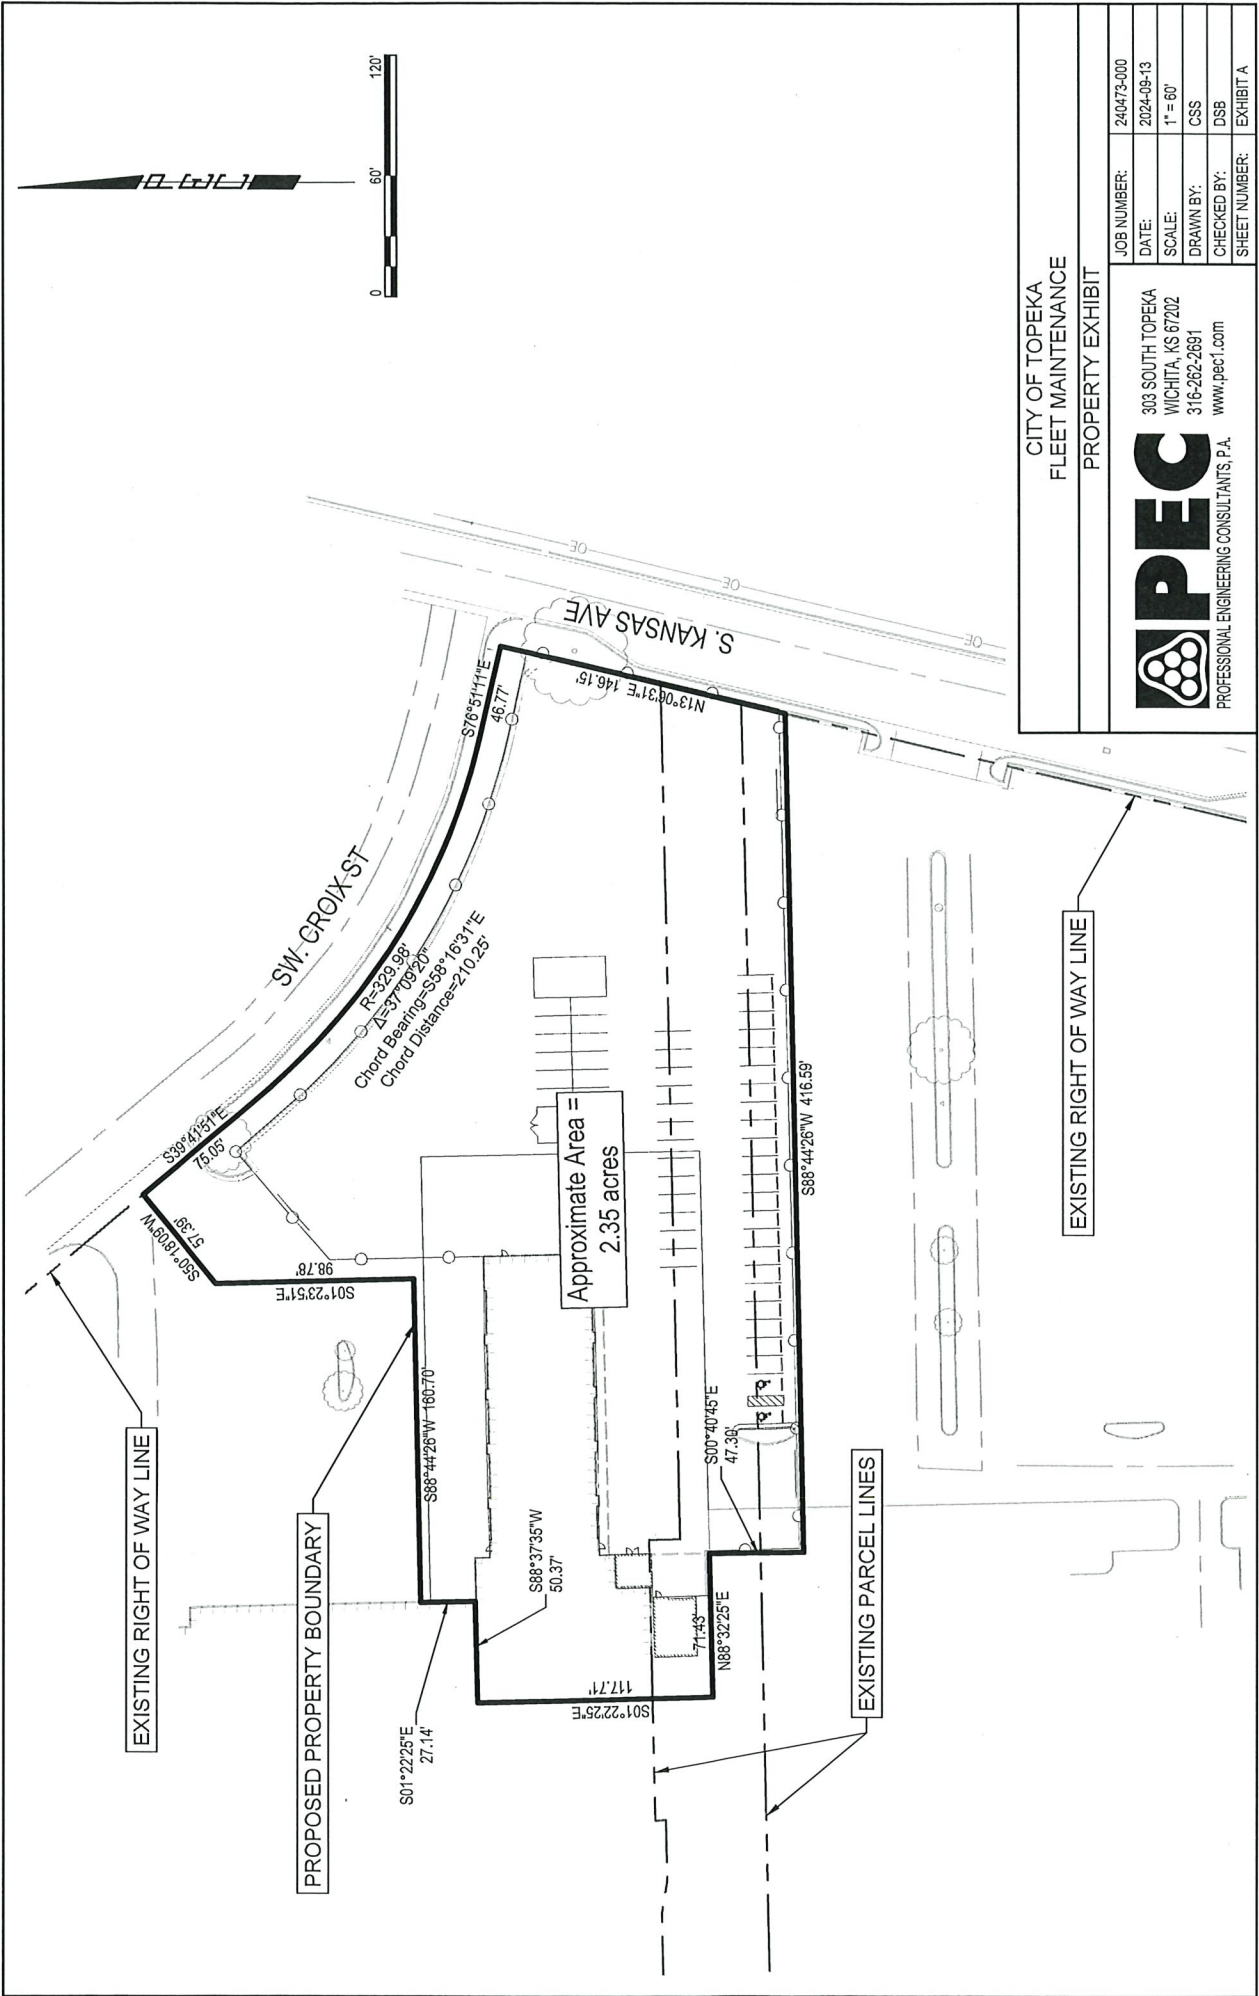 0 60' 120'
PEC
EXISTING RIGHT OF WAY LINE
PROPOSED PROPERTY BOUNDARY
SW. CROIX ST
S39°41'51"E
75.05'
S50°18'09"W
57.39'
S01°23'51"E
98.78'
R=329.98'
Δ=37°09'20"
Chord Bearing=S58°16'31"E
Chord Distance=210.25'
S76°51'11"E
46.77'
S. KANSAS AVE
N13°06'31"E 146.15'
OE
OE
OE
S88°44'26"W 160.70'
S01°22'25"E
27.14'
S88°37'35"W
50.37'
Approximate Area =
2.35 acres
S01°22'25"E
117.71'
71.43'
N88°32'25"E
S00°40'45"E
47.30'
S88°44'26"W 416.59'
EXISTING PARCEL LINES
EXISTING RIGHT OF WAY LINE
CITY OF TOPEKA
FLEET MAINTENANCE
PROPERTY EXHIBIT
PEC
PROFESSIONAL ENGINEERING CONSULTANTS, P.A.
303 SOUTH TOPEKA
WICHITA, KS 67202
316-262-2691
www.pec1.com
JOB NUMBER: 240473-000
DATE: 2024-09-13
SCALE: 1" = 60'
DRAWN BY: CSS
CHECKED BY: DSB
SHEET NUMBER: EXHIBIT A